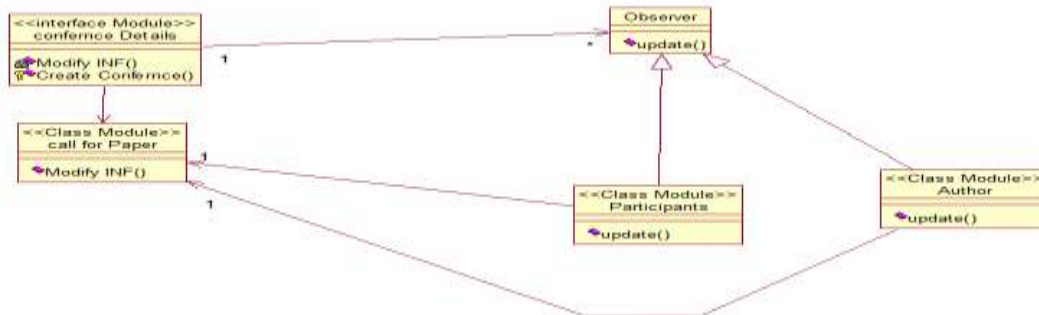 <<interface Module>>
confernce Details
Modify INF()
Create Confernce()
1
*
Observer
update()
<<Class Module>>
call for Paper
Modify INF()
1
1
<<Class Module>>
Participants
update()
<<Class Module>>
Author
update()